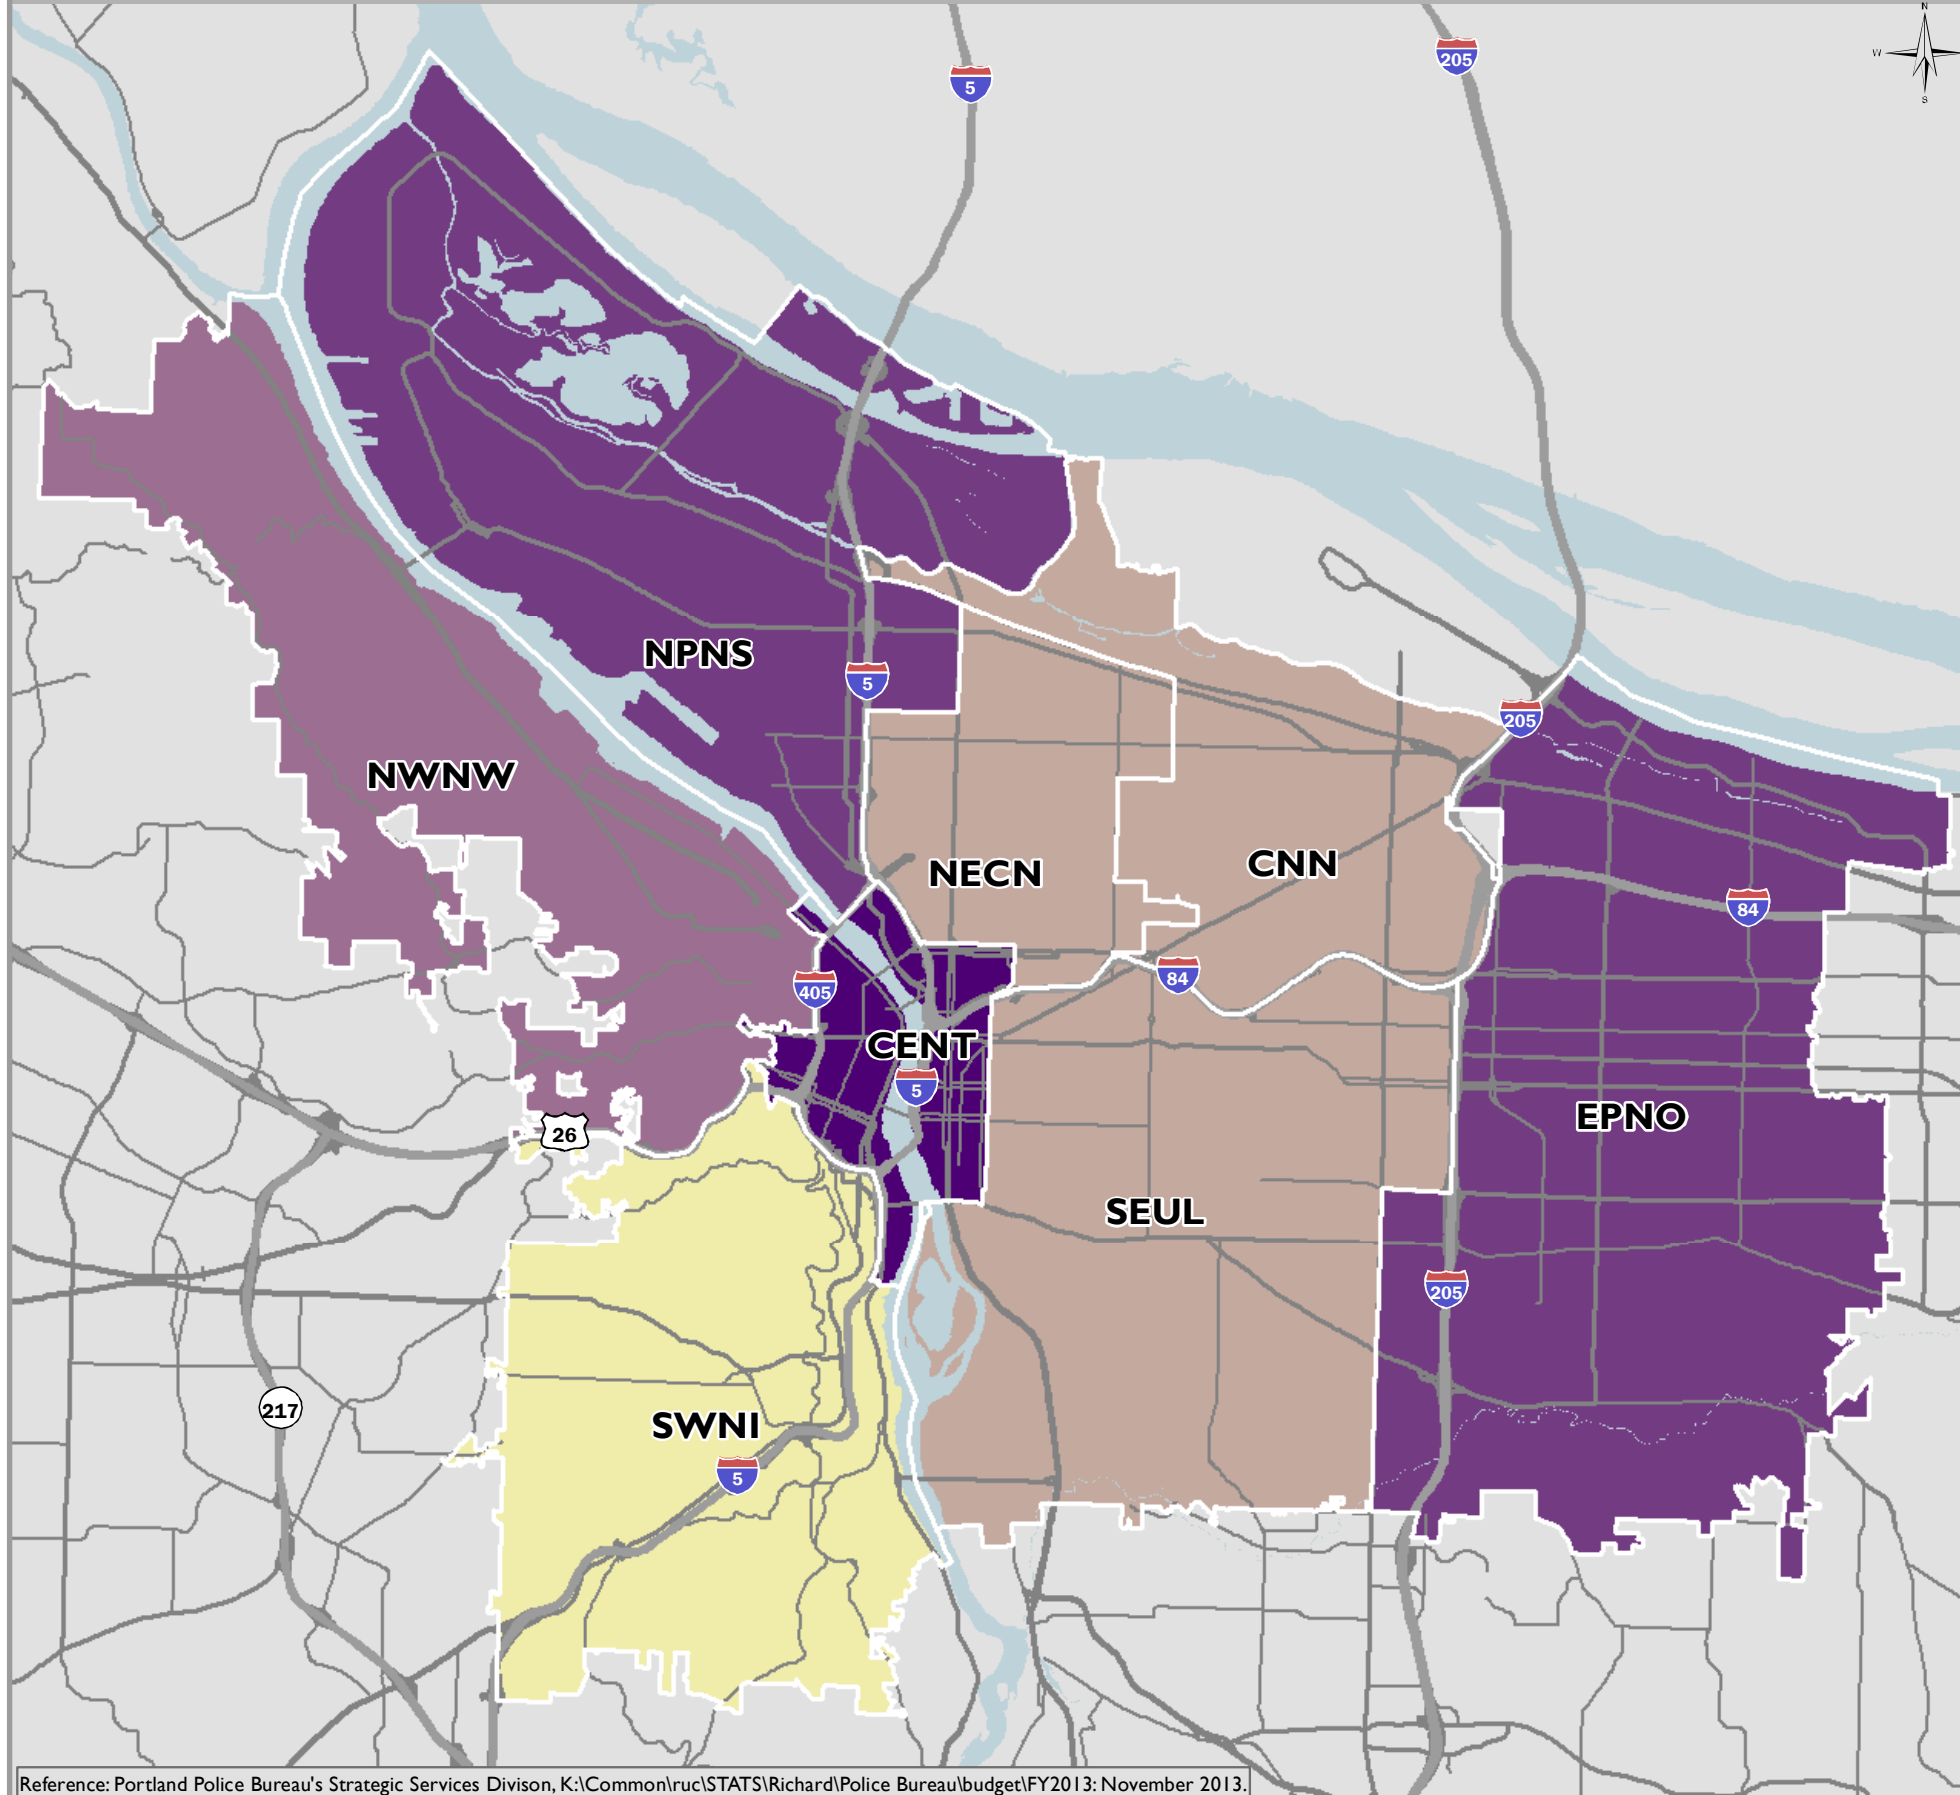 N
W
S
205
5
NPNS
5
205
NWNW
NECN
CNN
84
84
405
CENT
5
EPNO
26
SEUL
205
217
SWNI
5
Reference: Portland Police Bureau's Strategic Services Divison, K:\Common\ruc\STATS\Richard\Police Bureau\budget\FY2013: November 2013.